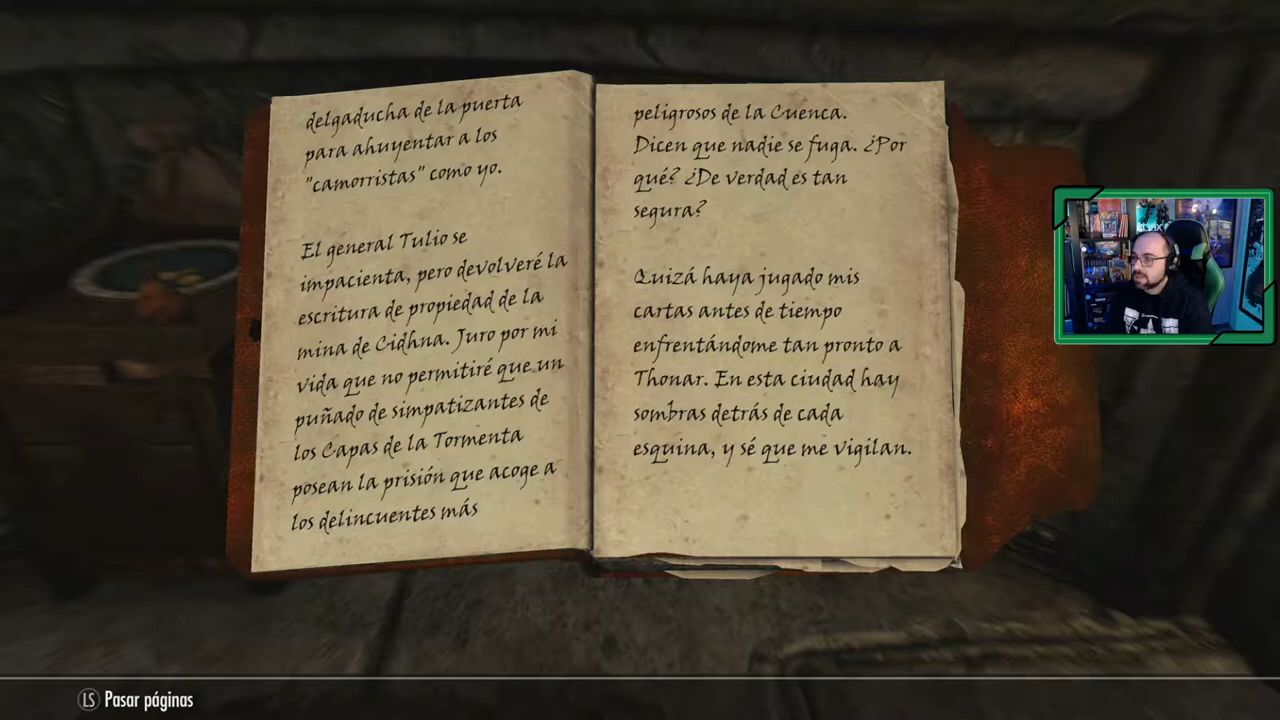 delgaducha de la puerta
para ahuyentar a los
"camorristas" como yo.
El general Tulio se
impacienta, pero devolveré la
escritura de propiedad de la
mina de Cidhna. Juro por mi
vida que no permitiré que un
puñado de simpatizantes de
los Capas de la Tormenta
posean la prisión que acoge a
los delincuentes más
peligrosos de la Cuenca.
Dicen que nadie se fuga. ¿Por
qué? ¿De verdad es tan
segura?
Quizá haya jugado mis
cartas antes de tiempo
enfrentándome tan pronto a
Thonar. En esta ciudad hay
sombras detrás de cada
esquina, y sé que me vigilan.
LS Pasar páginas